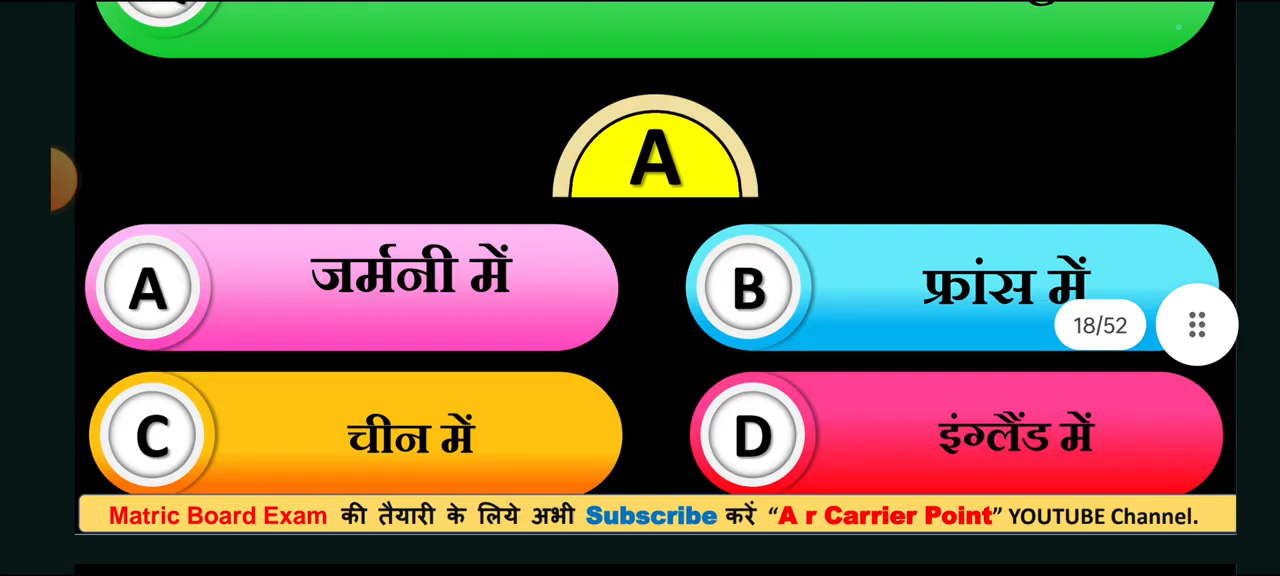 A
A जर्मनी में
B फ्रांस में
18/52
C चीन में
D इंग्लैंड में
Matric Board Exam की तैयारी के लिये अभी Subscribe करें “A r Carrier Point” YOUTUBE Channel.